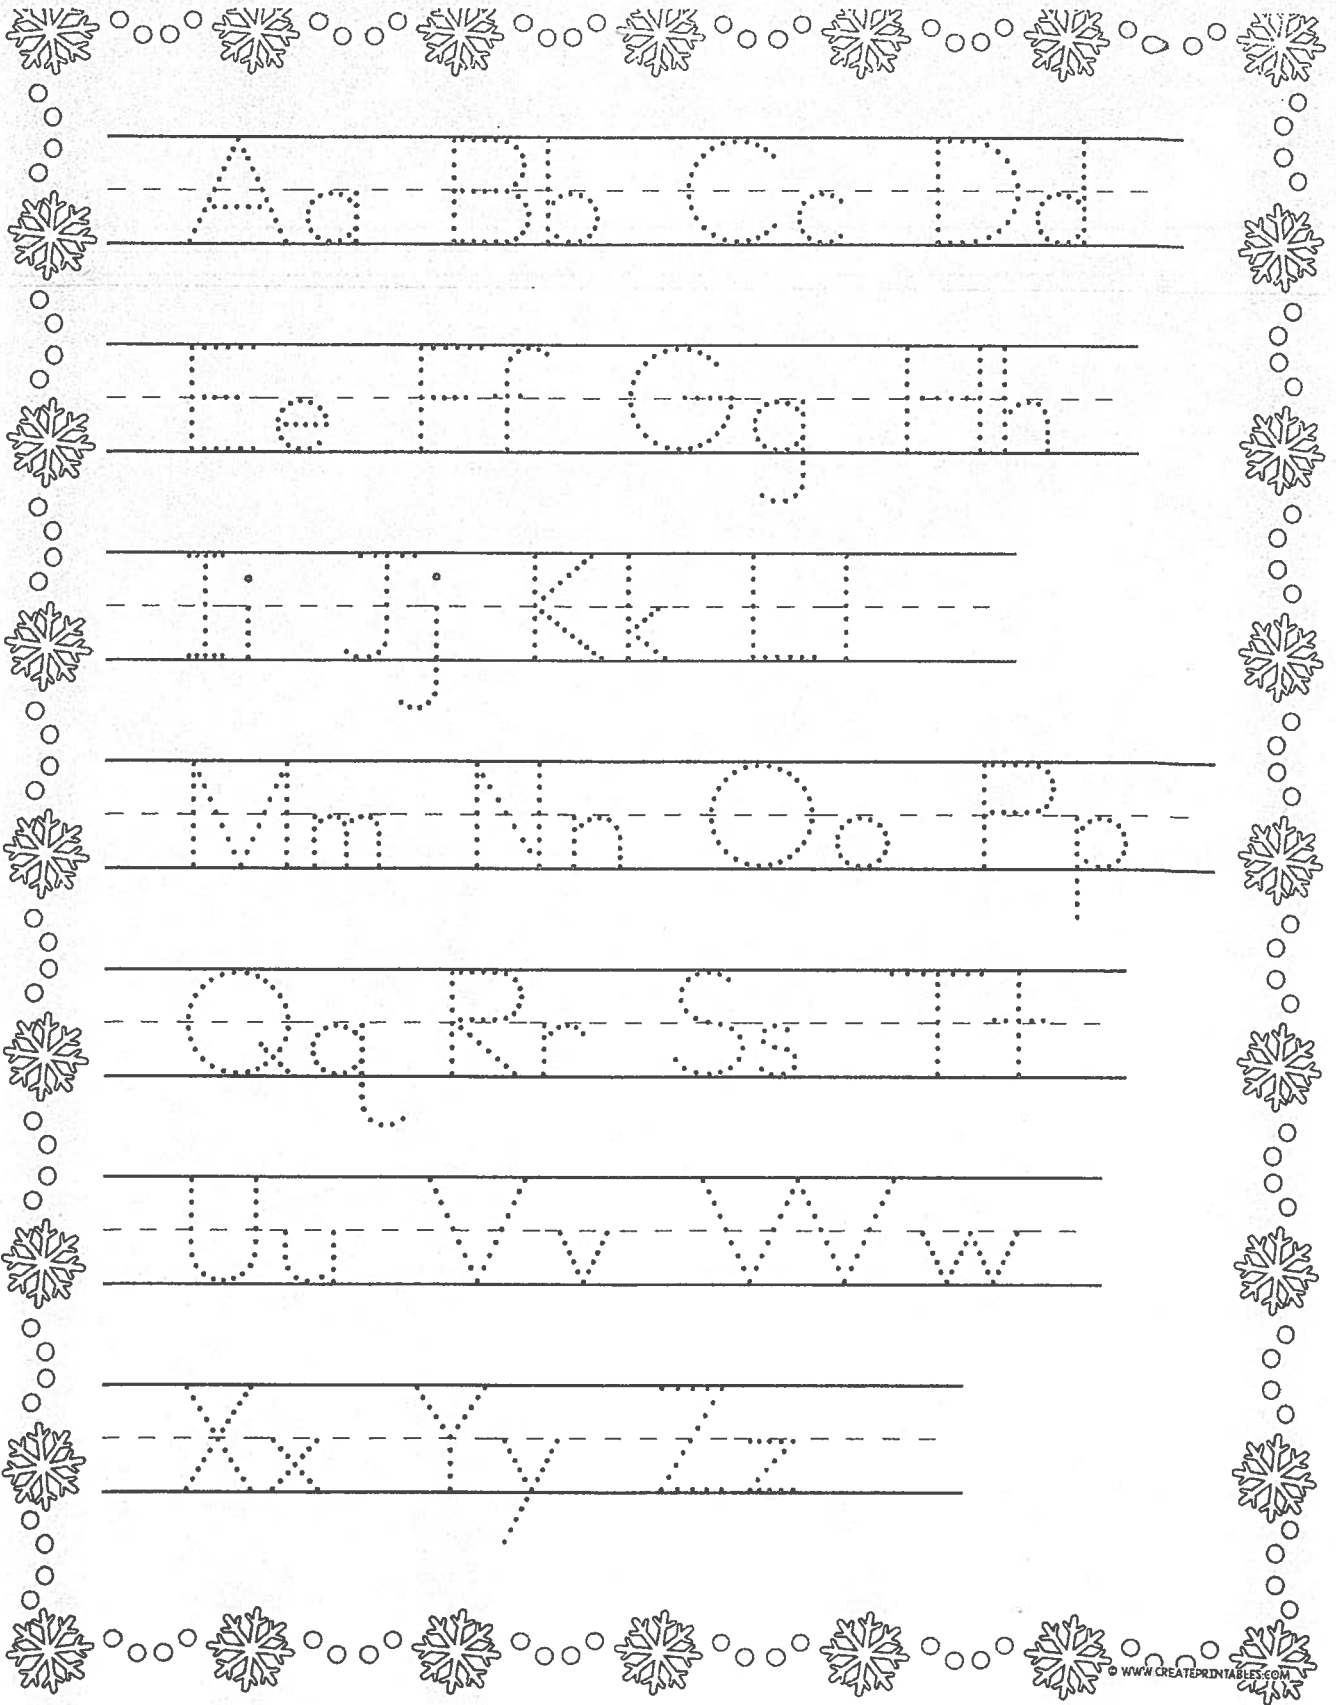 Aa Bb Cc Dd
Ee Ff Gg Hh
Ii Jj Kk Ll
Mm Nn Oo Pp
Qq Rr Ss Tt
Uu Vv Ww
Xx Yy Zz
© WWW.CREATEPRINTABLES.COM